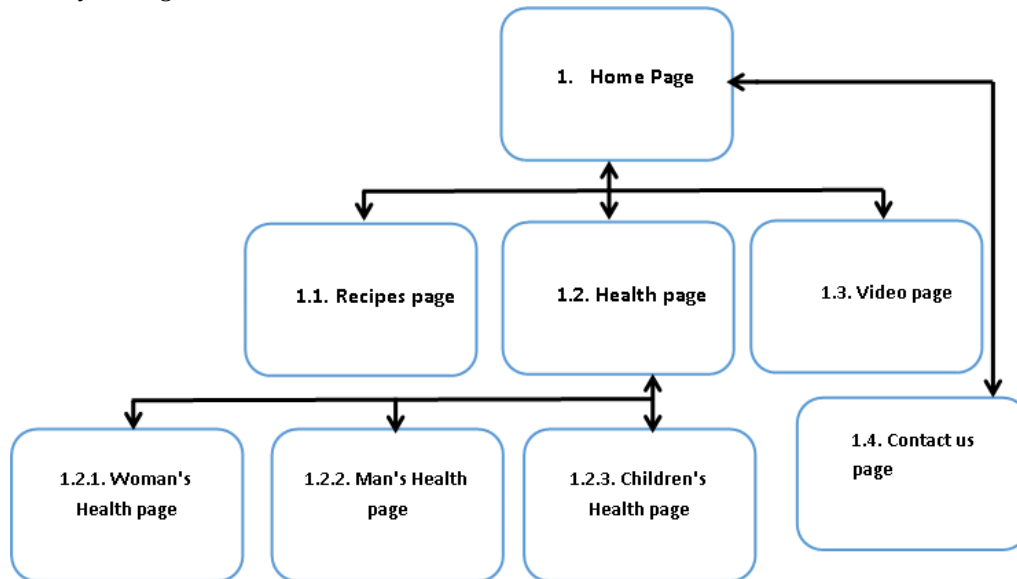 1. Home Page
1.1. Recipes page
1.2. Health page
1.3. Video page
1.2.1. Woman's
Health page
1.2.2. Man's Health
page
1.2.3. Children's
Health page
1.4. Contact us
page